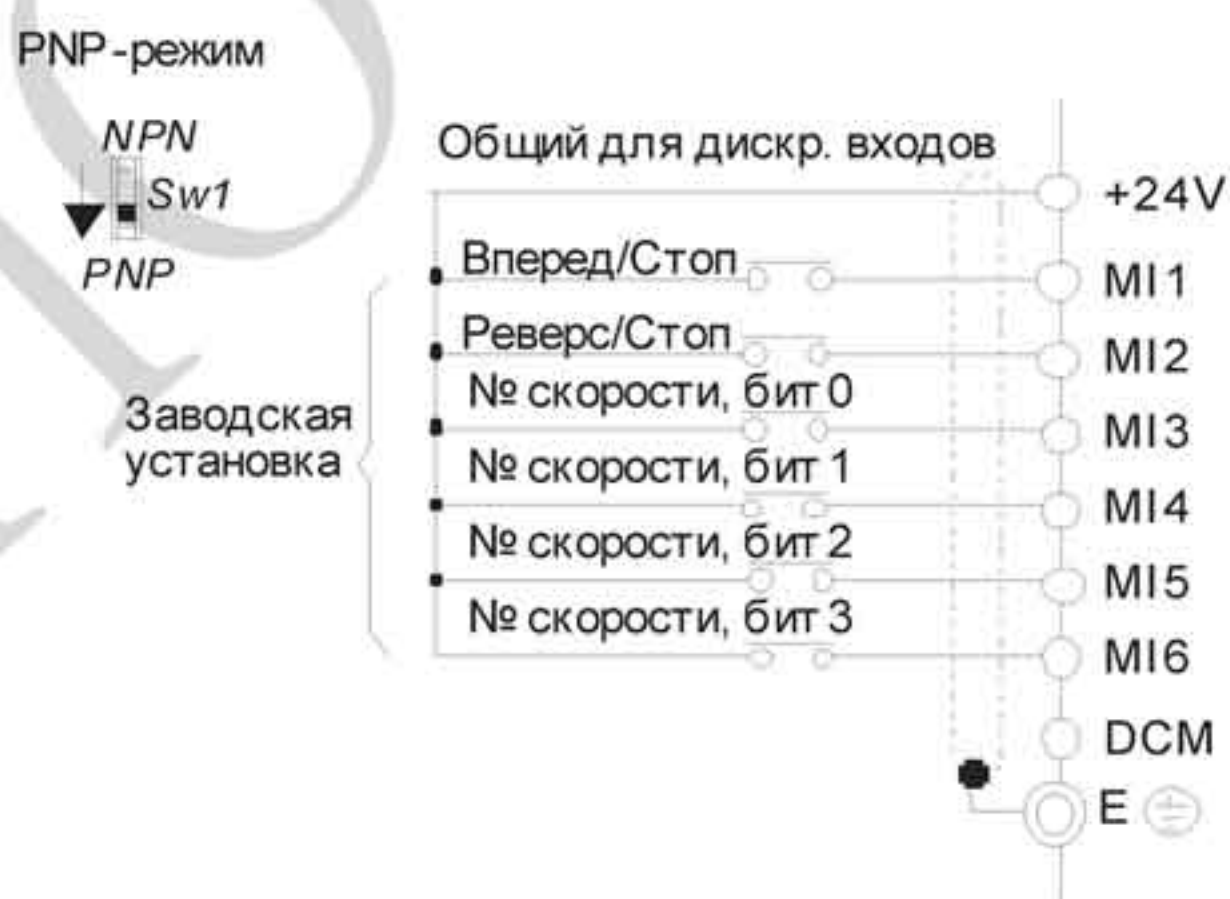 PNP-режим
NPN
Sw1
PNP
Заводская
установка
Общий для дискр. входов
Вперед/Стоп
Реверс/Стоп
№ скорости, бит 0
№ скорости, бит 1
№ скорости, бит 2
№ скорости, бит 3
+24V
MI1
MI2
MI3
MI4
MI5
MI6
DCM
E